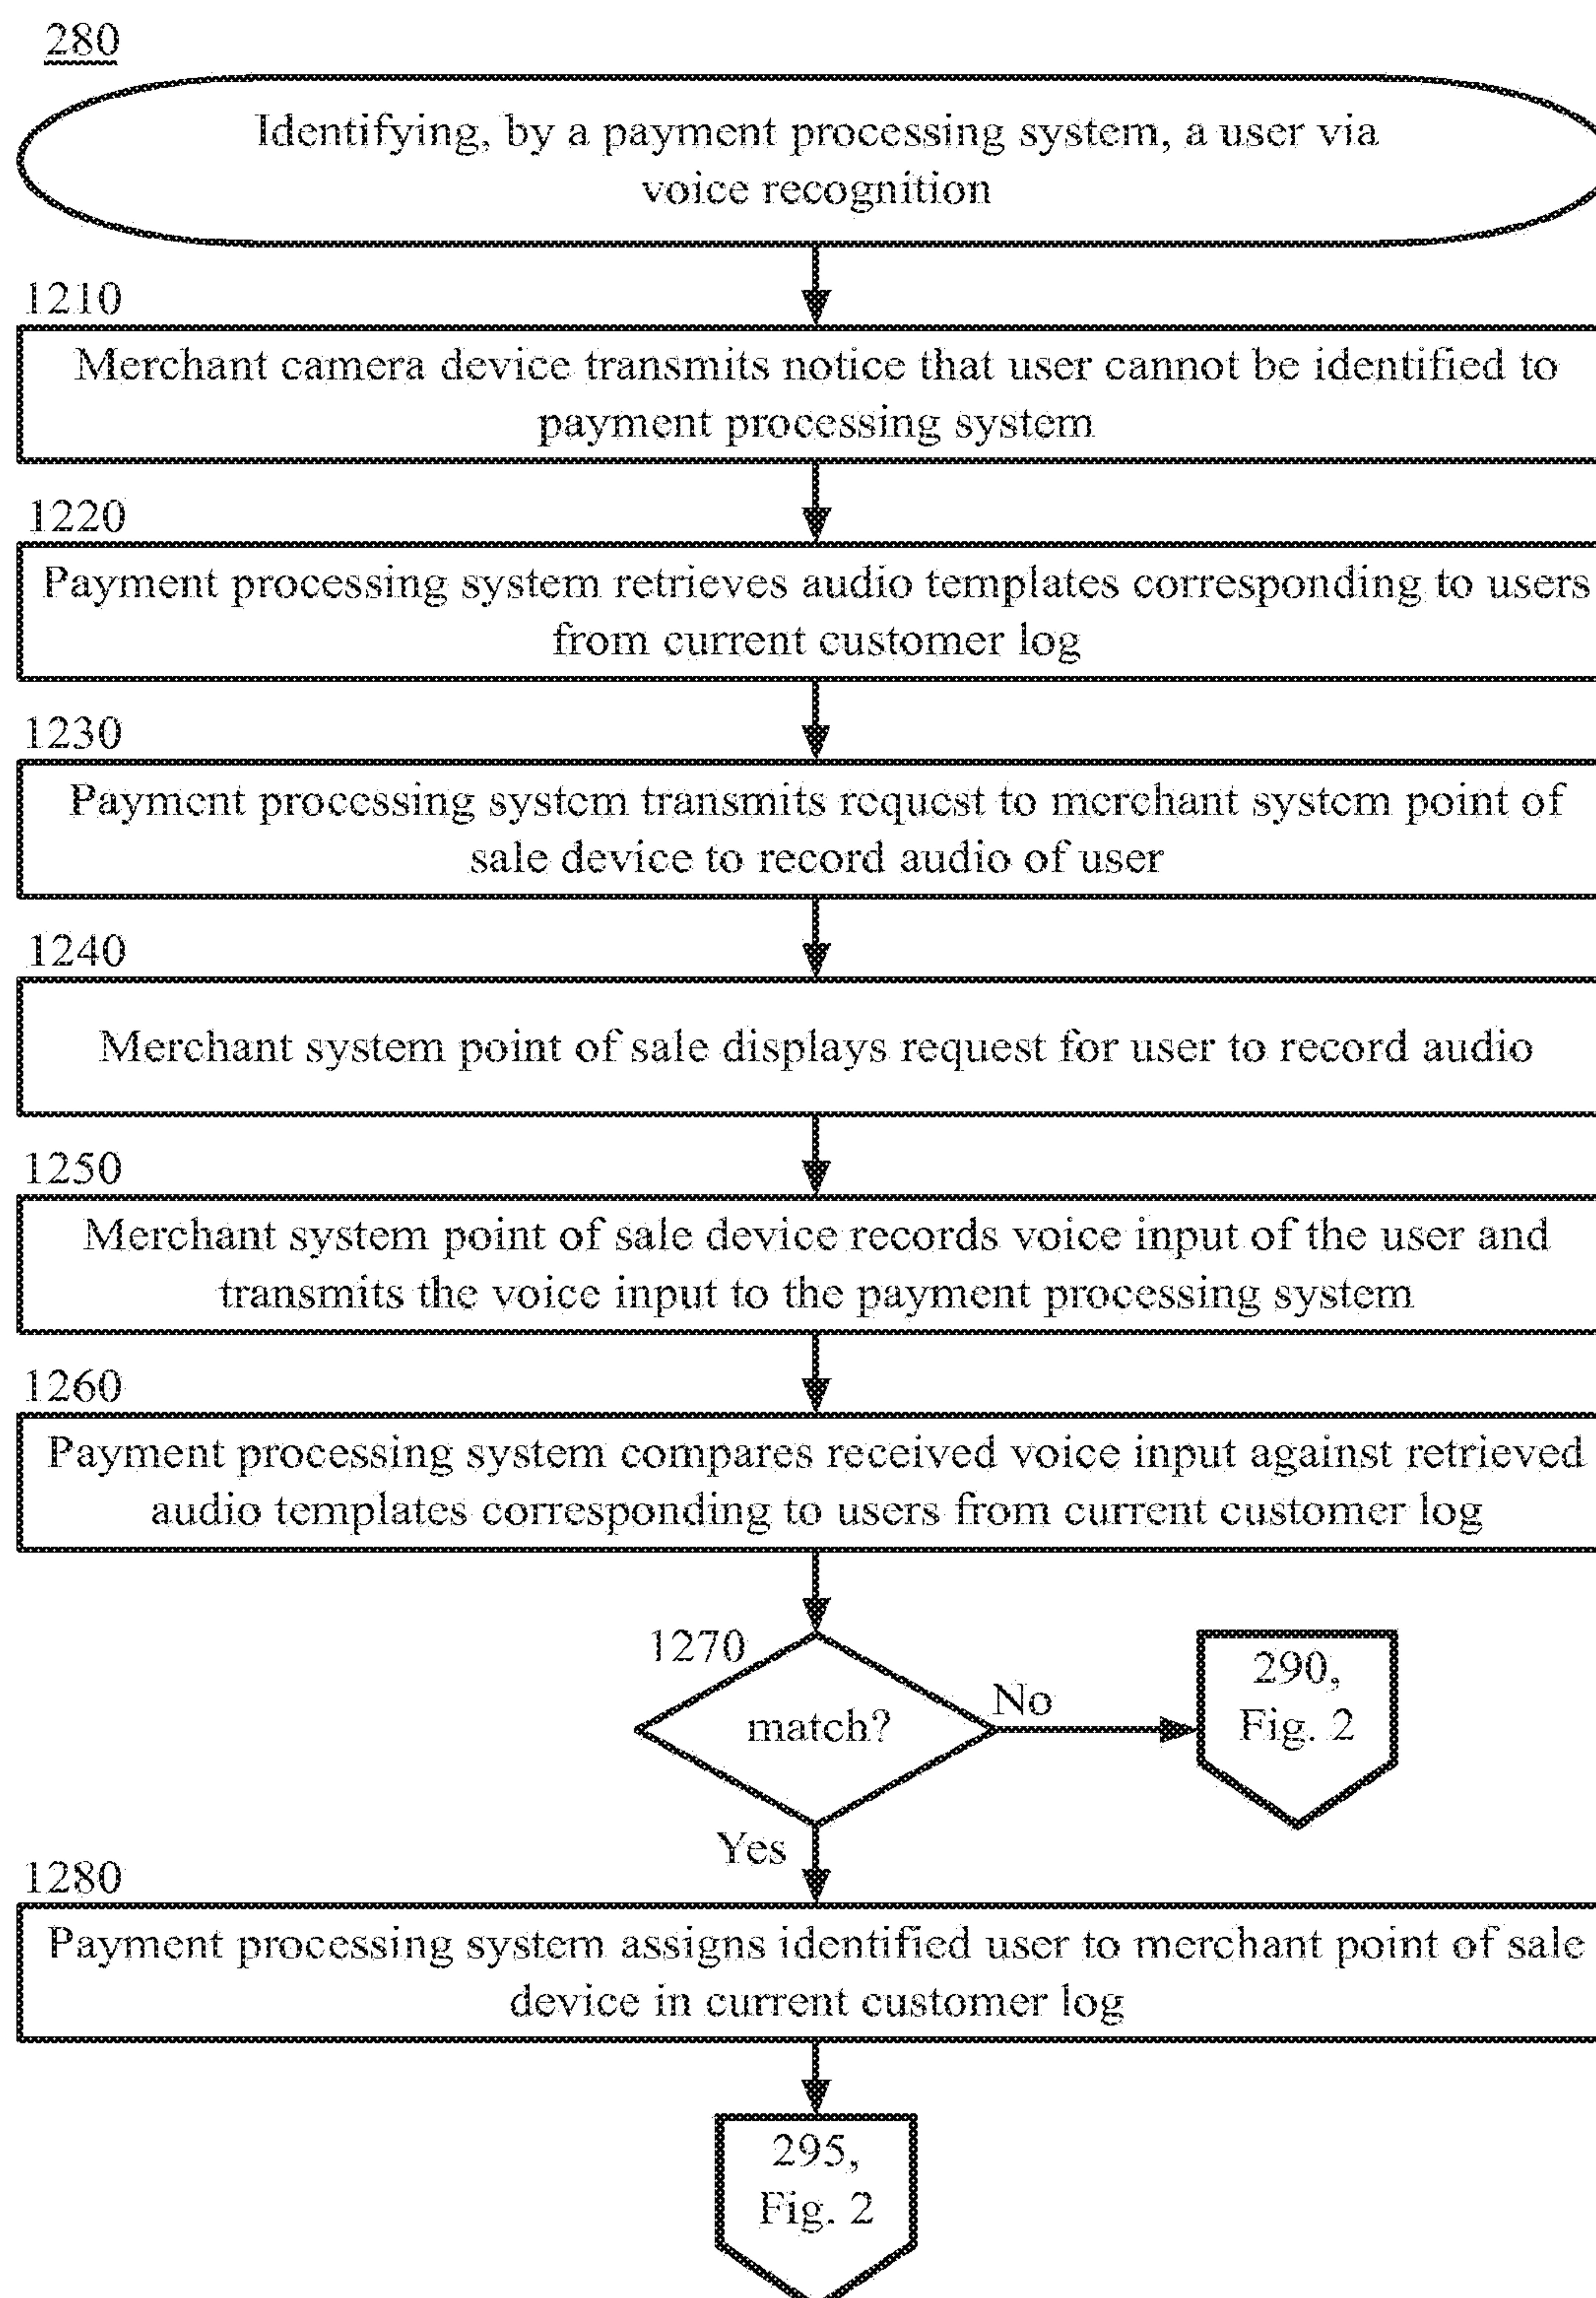 280
Identifying, by a payment processing system, a user via
voice recognition
1210
Merchant camera device transmits notice that user cannot be identified to
payment processing system
1220
Payment processing system retrieves audio templates corresponding to users
from current customer log
1230
Payment processing system transmits request to merchant system point of
sale device to record audio of user
1240
Merchant system point of sale displays request for user to record audio
1250
Merchant system point of sale device records voice input of the user and
transmits the voice input to the payment processing system
1260
Payment processing system compares received voice input against retrieved
audio templates corresponding to users from current customer log
1270
match?
No
290,
Fig. 2
Yes
1280
Payment processing system assigns identified user to merchant point of sale
device in current customer log
295,
Fig. 2